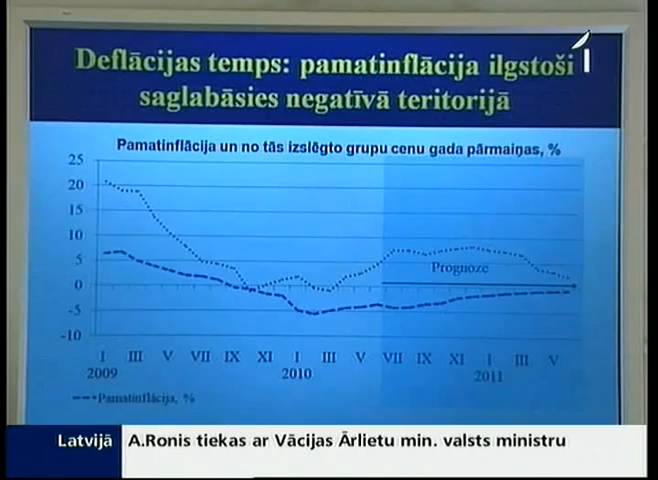 Deflācijas temps: pamatinflācija ilgstoši
saglabāsies negatīvā teritorijā
1
Pamatinflācija un no tās izslēgto grupu cenu gada pārmaiņas, %
25
20
15
10
5
0
-5
-10
Prognoze
I III V VII IX XI I III V VII IX XI I III V
2009 2010 2011
Pamatinflācija, %
Latvijā A.Ronis tiekas ar Vācijas Ārlietu min. valsts ministru